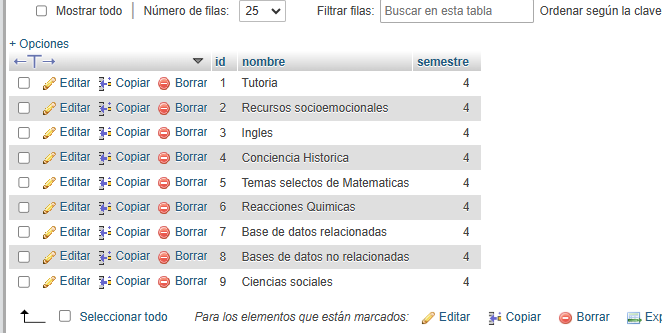 Mostrar todo Número de filas: 25 Filtrar filas: Buscar en esta tabla Ordenar según la clave
+ Opciones
←T→ id nombre semestre
Editar Copiar Borrar 1 Tutoria 4
Editar Copiar Borrar 2 Recursos socioemocionales 4
Editar Copiar Borrar 3 Ingles 4
Editar Copiar Borrar 4 Conciencia Historica 4
Editar Copiar Borrar 5 Temas selectos de Matematicas 4
Editar Copiar Borrar 6 Reacciones Quimicas 4
Editar Copiar Borrar 7 Base de datos relacionadas 4
Editar Copiar Borrar 8 Bases de datos no relacionadas 4
Editar Copiar Borrar 9 Ciencias sociales 4
Seleccionar todo Para los elementos que están marcados: Editar Copiar Borrar Exp